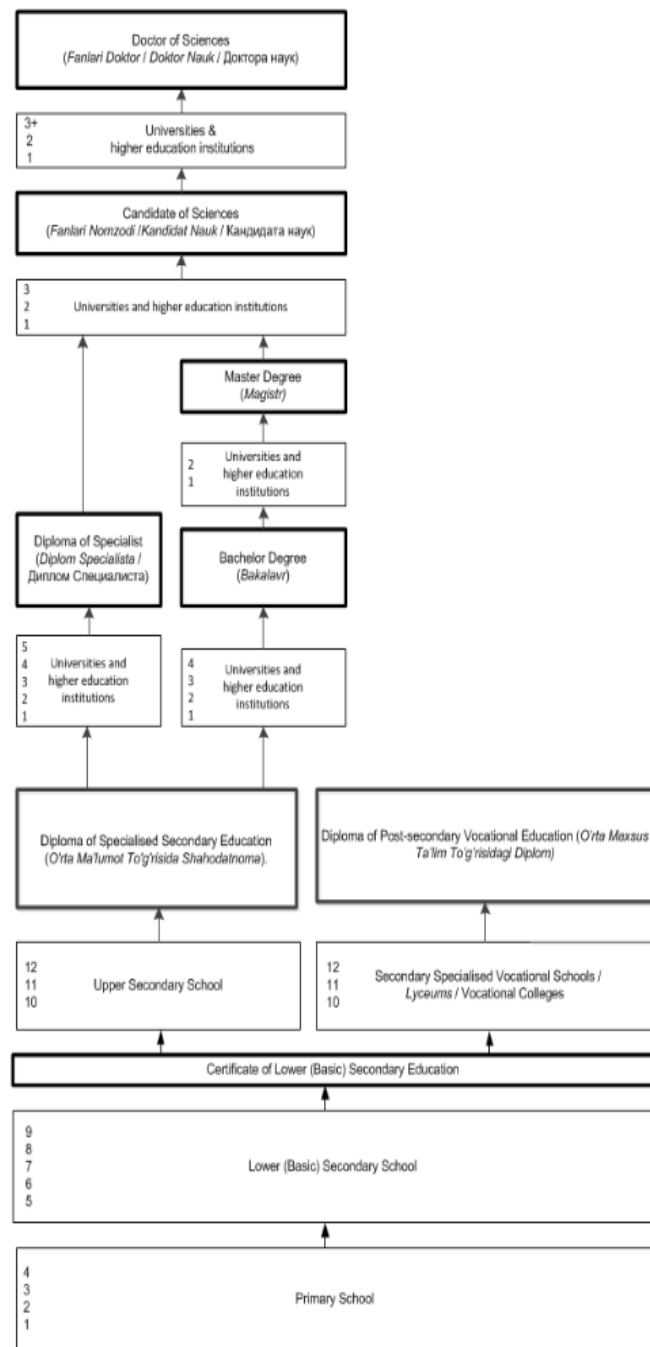 Doctor of Sciences
(Fanlari Doktor / Doktor Nauk / Доктора наук)
3+
2
1
Universities &
higher education institutions
Candidate of Sciences
(Fanlari Nomzodi /Kandidat Nauk / Кандидата наук)
3
2
1
Universities and higher education institutions
Master Degree
(Magistr)
2
1
Universities and
higher education
institutions
Diploma of Specialist
(Diplom Specialista /
Диплом Специалиста)
Bachelor Degree
(Bakalavr)
5
4
3
2
1
Universities and
higher education
institutions
4
3
2
1
Universities and
higher education
institutions
Diploma of Specialised Secondary Education
(O'rta Ma'lumot To'g'risida Shahodatnoma).
Diploma of Post-secondary Vocational Education (O'rta Maxsus
Ta'lim To'g'risidagi Diplom)
12
11
10
Upper Secondary School
12
11
10
Secondary Specialised Vocational Schools /
Lyceums / Vocational Colleges
Certificate of Lower (Basic) Secondary Education
9
8
7
6
5
Lower (Basic) Secondary School
4
3
2
1
Primary School